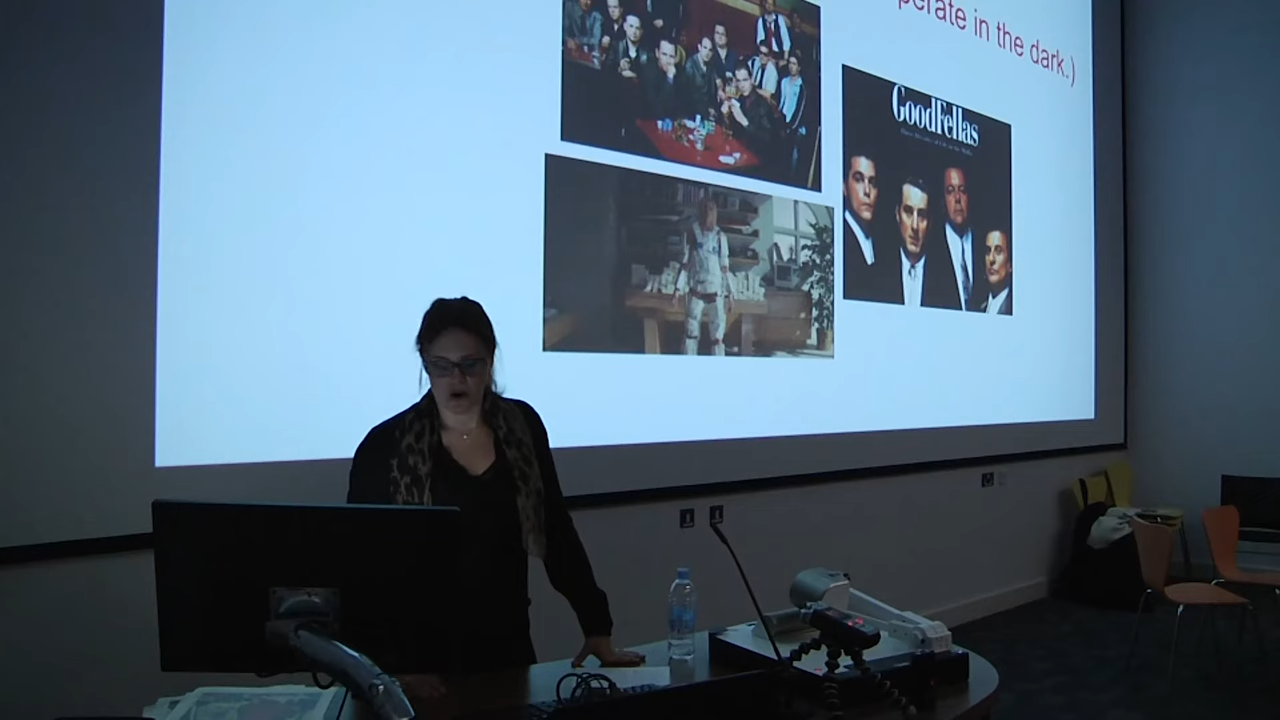 perate in the dark.)
GoodFellas